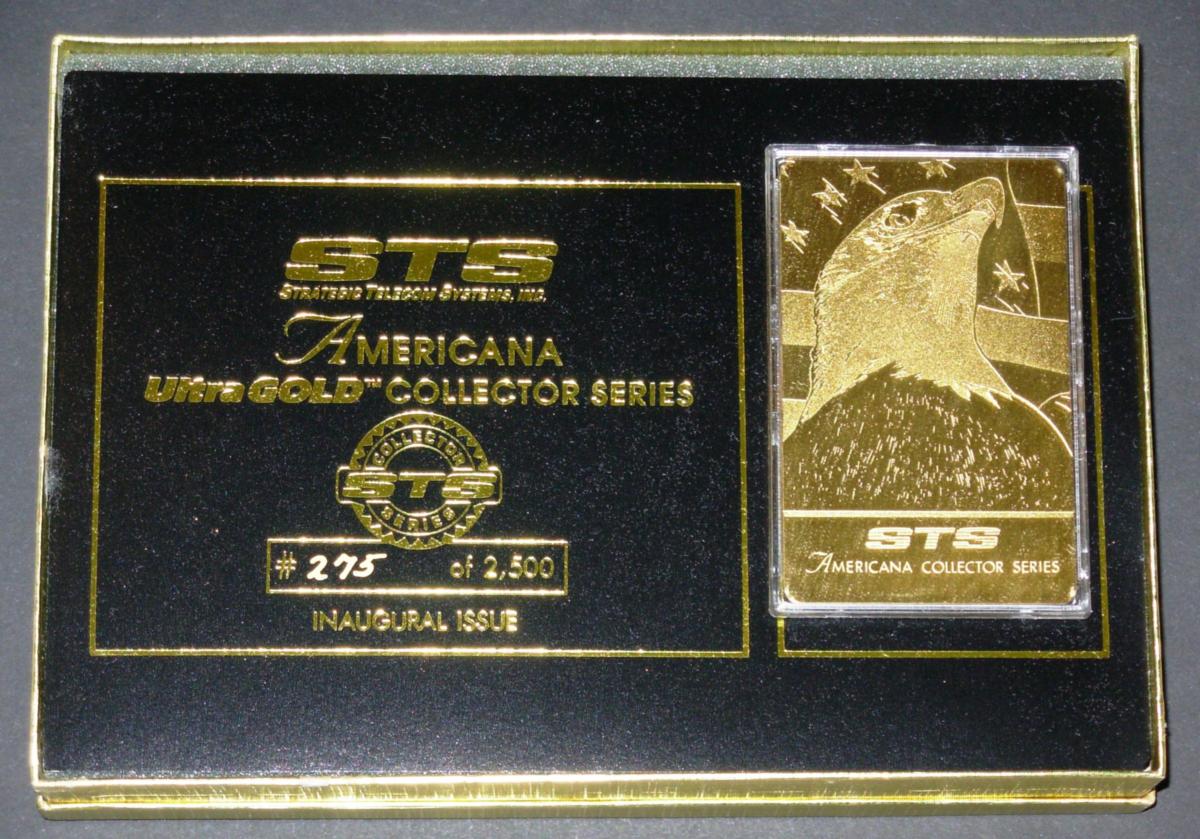 STS
STRATEGIC TELECOM SYSTEMS, INC.
AMERICANA
UltraGOLD™ COLLECTOR SERIES
COLLECTOR
STS
SERIES
# 275 of 2,500
INAUGURAL ISSUE
STS
AMERICANA COLLECTOR SERIES